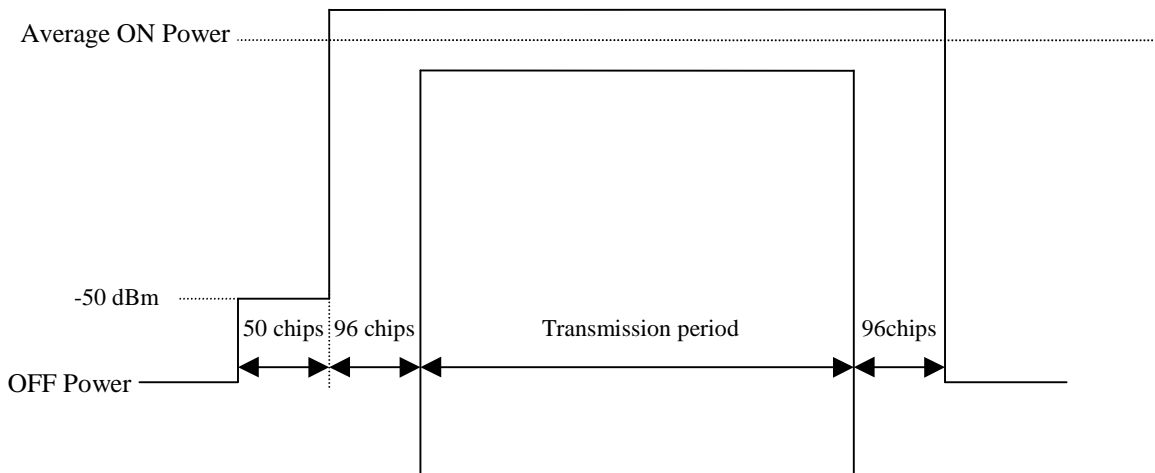 Average ON Power
-50 dBm
50 chips 96 chips Transmission period 96chips
OFF Power